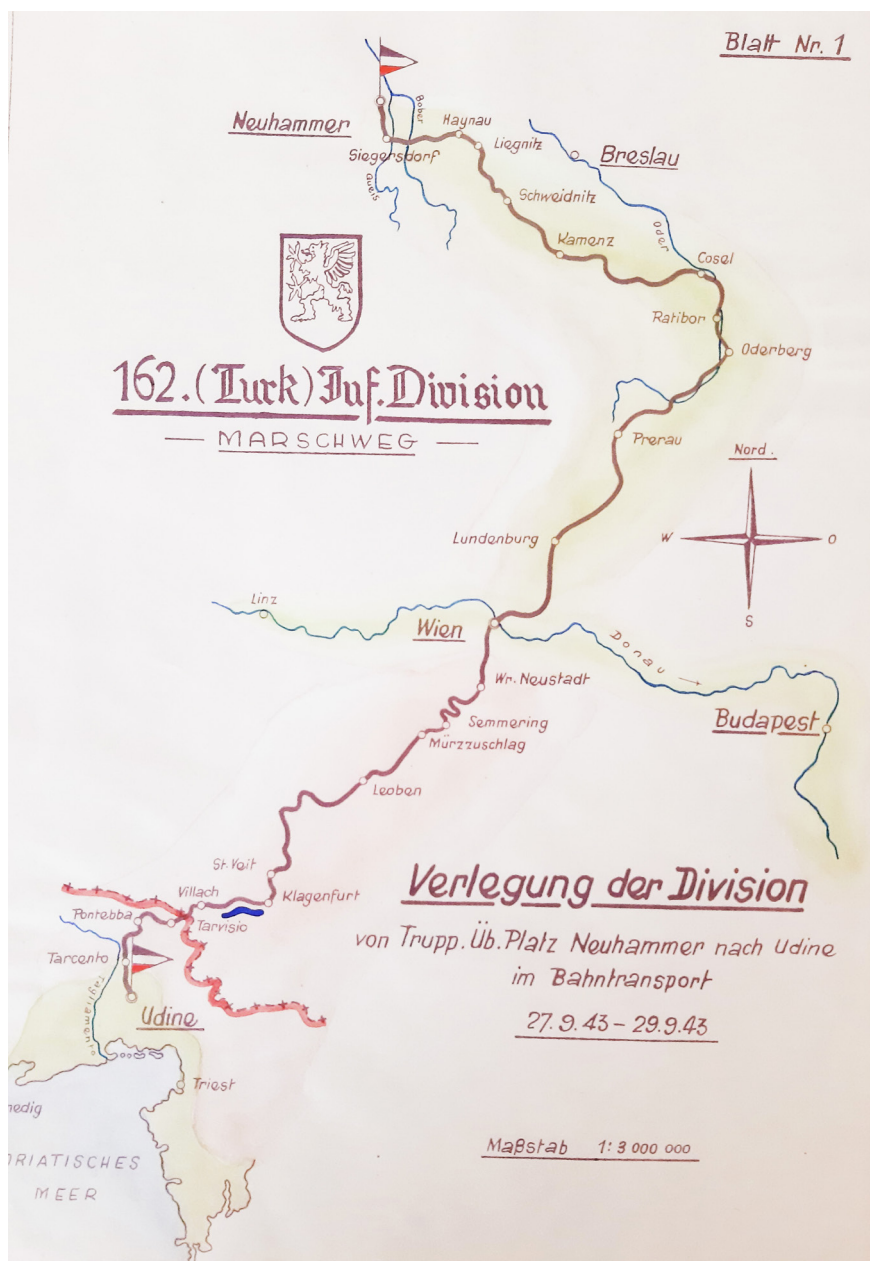 Blatt Nr. 1
Neuhammer
Siegersdorf
Bober
Queis
Haynau
Liegnitz
Breslau
Schweidnitz
Oder
Kamenz
Cosel
Ratibor
Oderberg
162. (Turk) Inf. Division
— MARSCHWEG —
Prerau
Nord.
W
O
S
Lundenburg
Linz
Wien
Donau
Wr. Neustadt
Budapest
Semmering
Mürzzuschlag
Leoben
St. Veit
Klagenfurt
Villach
Pontebba
Tarvisio
Tarcento
Tagliamento
Udine
Triest
nedig
DRIATISCHES
MEER
Verlegung der Division
von Trupp. Üb. Platz Neuhammer nach Udine
im Bahntransport
27.9.43 – 29.9.43
Maßstab 1:3 000 000